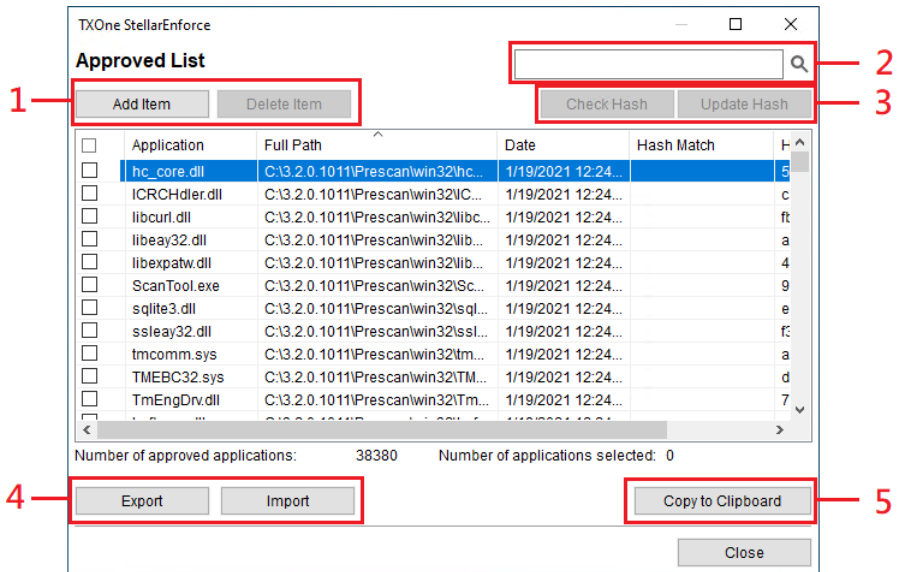 TXOne StellarEnforce
Approved List
2
1
Add Item Delete Item
Check Hash Update Hash
3
Application Full Path Date Hash Match H
hc_core.dll C:\3.2.0.1011\Prescan\win32\hc... 1/19/2021 12:24... 5
ICRCHdler.dll C:\3.2.0.1011\Prescan\win32\IC... 1/19/2021 12:24... c
libcurl.dll C:\3.2.0.1011\Prescan\win32\libc... 1/19/2021 12:24... fb
libeay32.dll C:\3.2.0.1011\Prescan\win32\lib... 1/19/2021 12:24... a
libexpatw.dll C:\3.2.0.1011\Prescan\win32\lib... 1/19/2021 12:24... 4
ScanTool.exe C:\3.2.0.1011\Prescan\win32\Sc... 1/19/2021 12:24... 9
sqlite3.dll C:\3.2.0.1011\Prescan\win32\sql... 1/19/2021 12:24... e
ssleay32.dll C:\3.2.0.1011\Prescan\win32\ssl... 1/19/2021 12:24... f3
tmcomm.sys C:\3.2.0.1011\Prescan\win32\tm... 1/19/2021 12:24... a
TMEBC32.sys C:\3.2.0.1011\Prescan\win32\TM... 1/19/2021 12:24... d
TmEngDrv.dll C:\3.2.0.1011\Prescan\win32\Tm... 1/19/2021 12:24... 7
Number of approved applications: 38380 Number of applications selected: 0
4
Export Import
Copy to Clipboard
5
Close